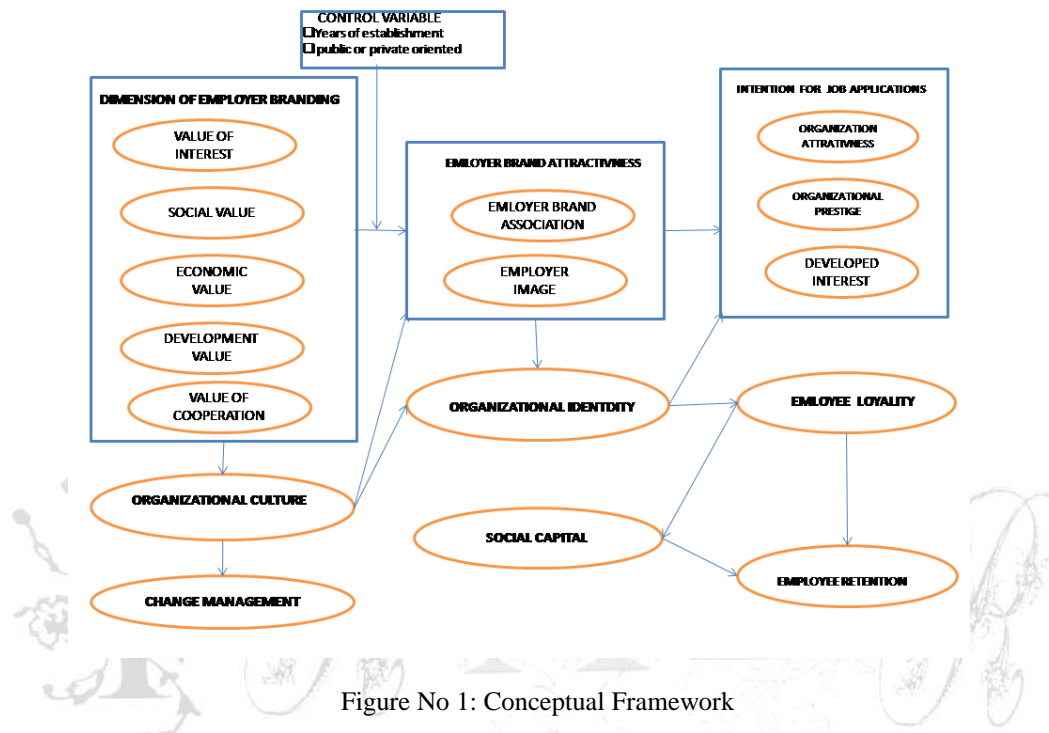 CONTROL VARIABLE
❑Years of establishment
❑public or private oriented
DIMENSION OF EMPLOYER BRANDING
VALUE OF
INTEREST
SOCIAL VALUE
ECONOMIC
VALUE
DEVELOPMENT
VALUE
VALUE OF
COOPERATION
EMLOYER BRAND ATTRACTIVNESS
EMLOYER BRAND
ASSOCIATION
EMPLOYER
IMAGE
INTENTION FOR JOB APPLICATIONS
ORGANIZATION
ATTRATIVNESS
ORGANIZATIONAL
PRESTIGE
DEVELOPED
INTEREST
ORGANIZATIONAL IDENTDITY
EMLOYEE LOYALITY
ORGANIZATIONAL CULTURE
SOCIAL CAPITAL
CHANGE MANAGEMENT
EMPLOYEE RETENTION
Figure No 1: Conceptual Framework